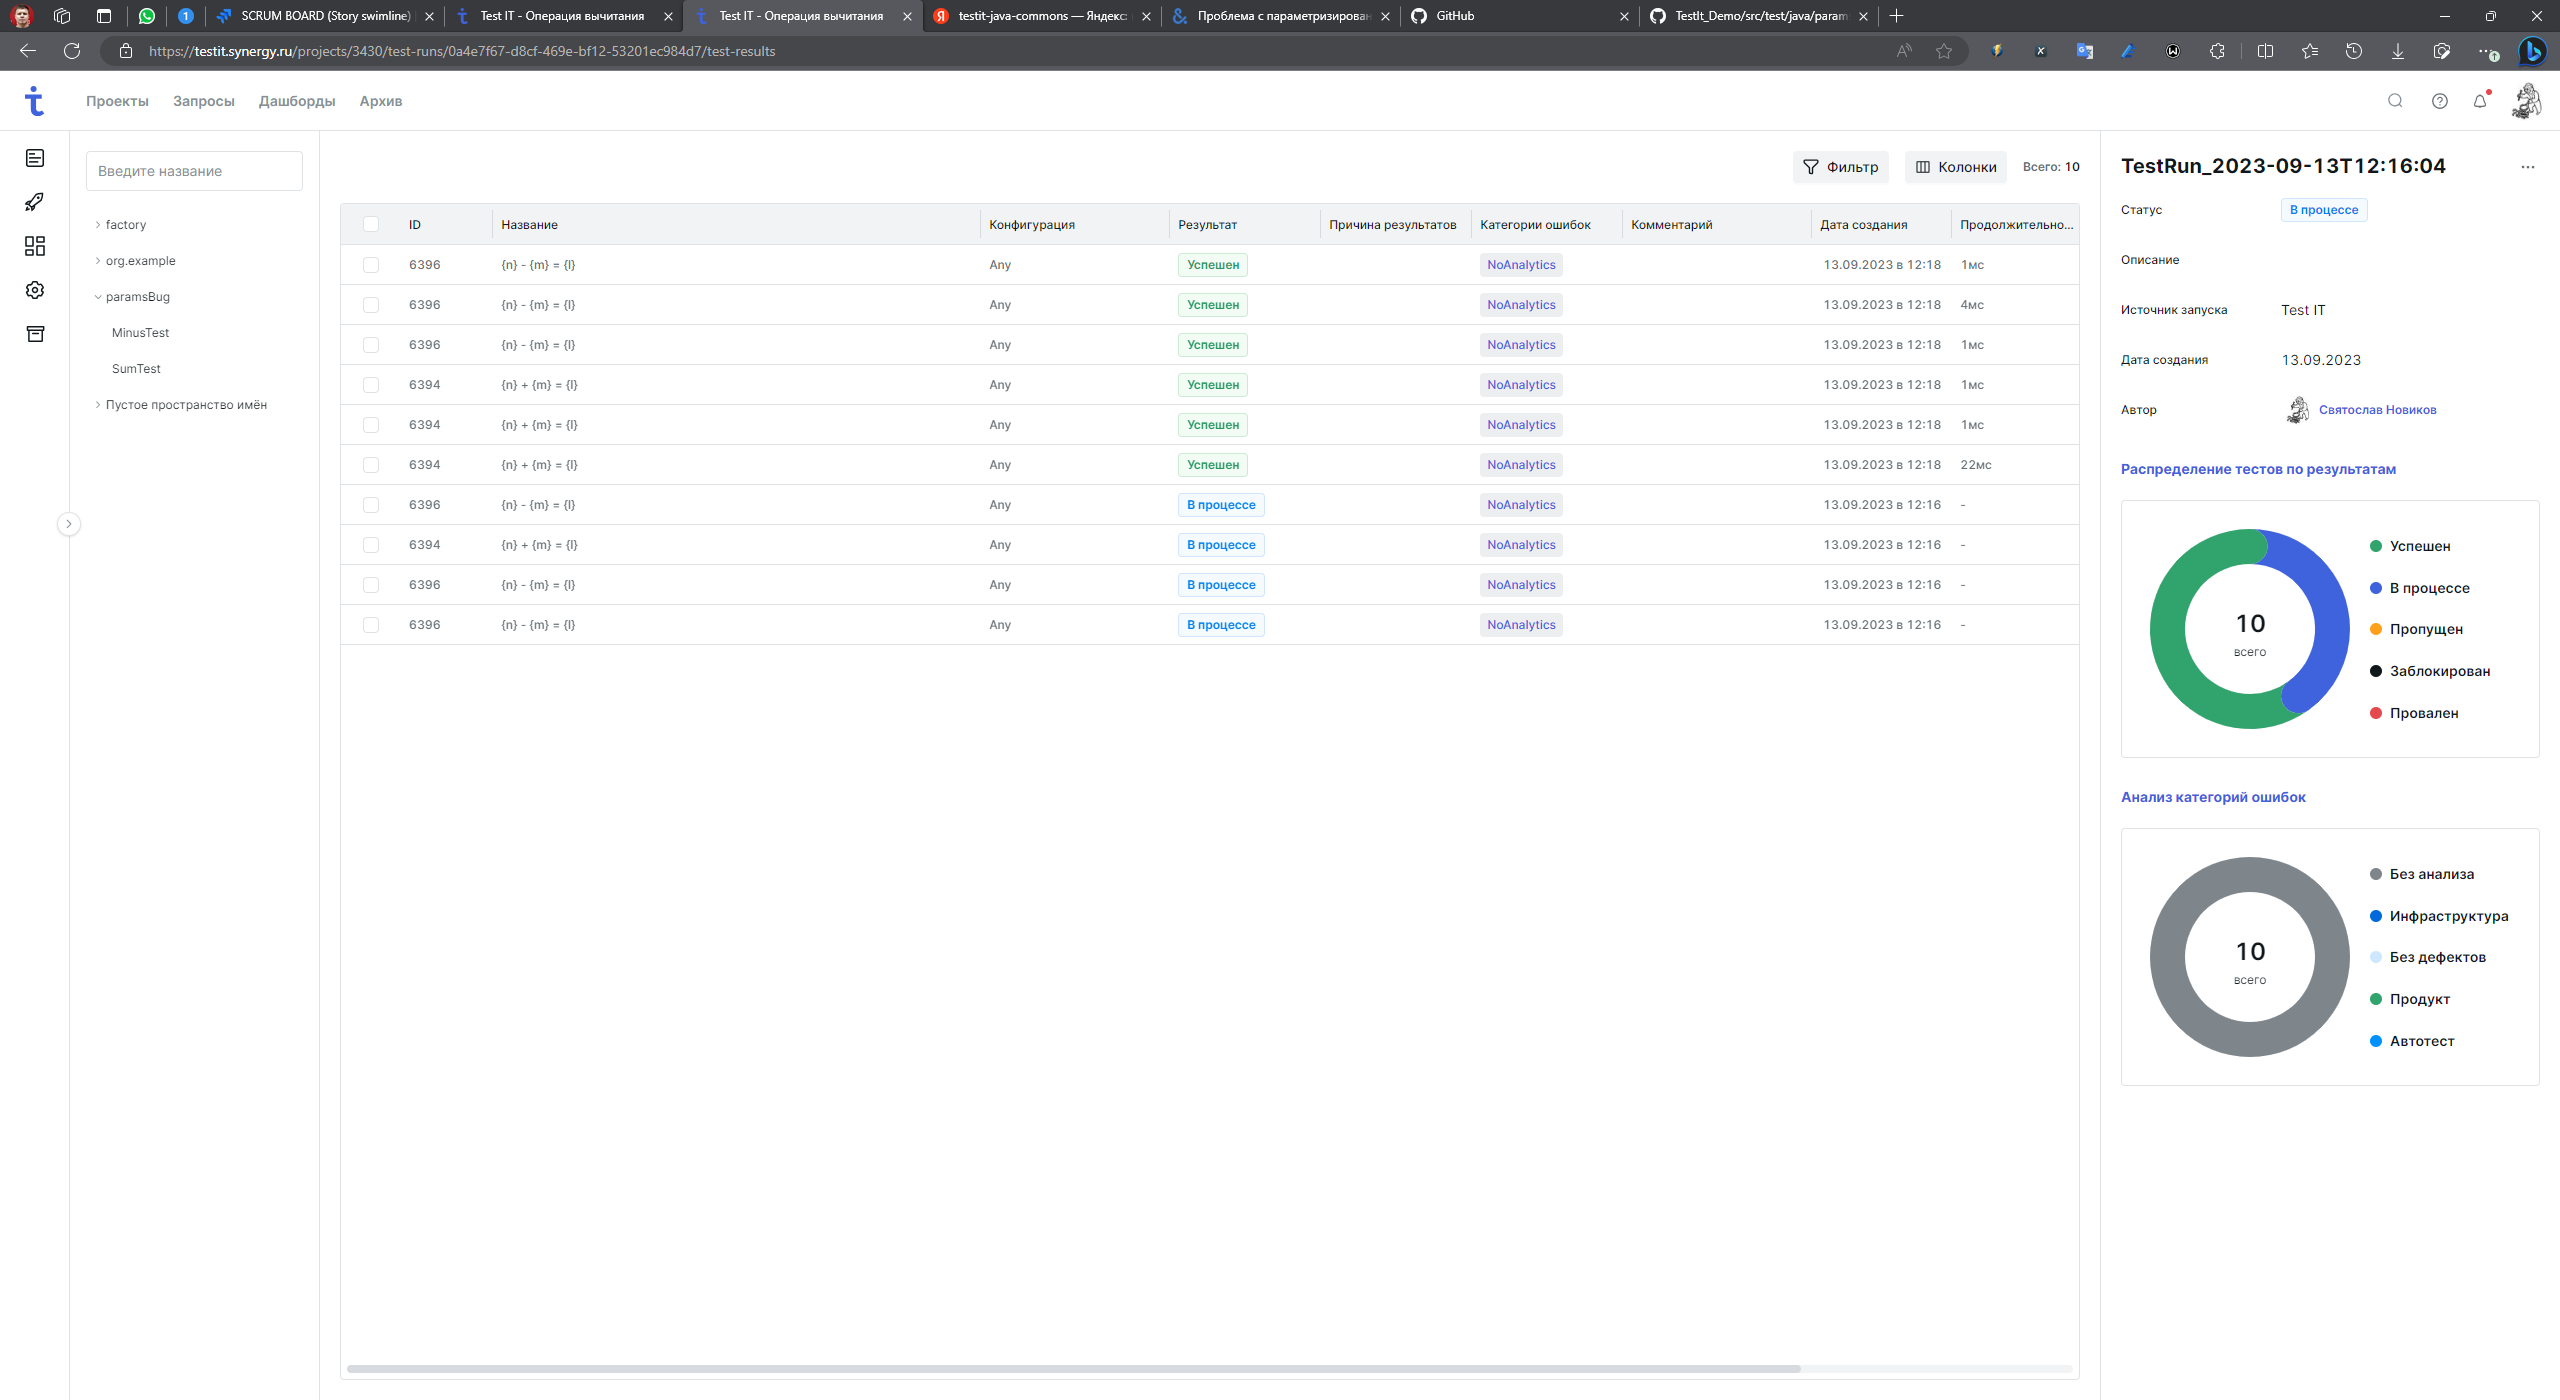 SCRUM BOARD (Story swimline)
Test IT - Операция вычитания
Test IT - Операция вычитания
testit-java-commons — Яндекс:
Проблема с параметризирован
GitHub
TestIt_Demo/src/test/java/param
https://testit.synergy.ru/projects/3430/test-runs/0a4e7f67-d8cf-469e-bf12-53201ec984d7/test-results
Проекты Запросы Дашборды Архив
Введите название
factory
org.example
paramsBug
MinusTest
SumTest
Пустое пространство имён
Фильтр Колонки Всего: 10
ID Название Конфигурация Результат Причина результатов Категории ошибок Комментарий Дата создания Продолжительно...
6396 {n} - {m} = {l} Any Успешен NoAnalytics 13.09.2023 в 12:18 1мс
6396 {n} - {m} = {l} Any Успешен NoAnalytics 13.09.2023 в 12:18 4мс
6396 {n} - {m} = {l} Any Успешен NoAnalytics 13.09.2023 в 12:18 1мс
6394 {n} + {m} = {l} Any Успешен NoAnalytics 13.09.2023 в 12:18 1мс
6394 {n} + {m} = {l} Any Успешен NoAnalytics 13.09.2023 в 12:18 1мс
6394 {n} + {m} = {l} Any Успешен NoAnalytics 13.09.2023 в 12:18 22мс
6396 {n} - {m} = {l} Any В процессе NoAnalytics 13.09.2023 в 12:16 -
6394 {n} + {m} = {l} Any В процессе NoAnalytics 13.09.2023 в 12:16 -
6396 {n} - {m} = {l} Any В процессе NoAnalytics 13.09.2023 в 12:16 -
6396 {n} - {m} = {l} Any В процессе NoAnalytics 13.09.2023 в 12:16 -
TestRun_2023-09-13T12:16:04
Статус В процессе
Описание
Источник запуска Test IT
Дата создания 13.09.2023
Автор Святослав Новиков
Распределение тестов по результатам
10
всего
Успешен
В процессе
Пропущен
Заблокирован
Провален
Анализ категорий ошибок
10
всего
Без анализа
Инфраструктура
Без дефектов
Продукт
Автотест